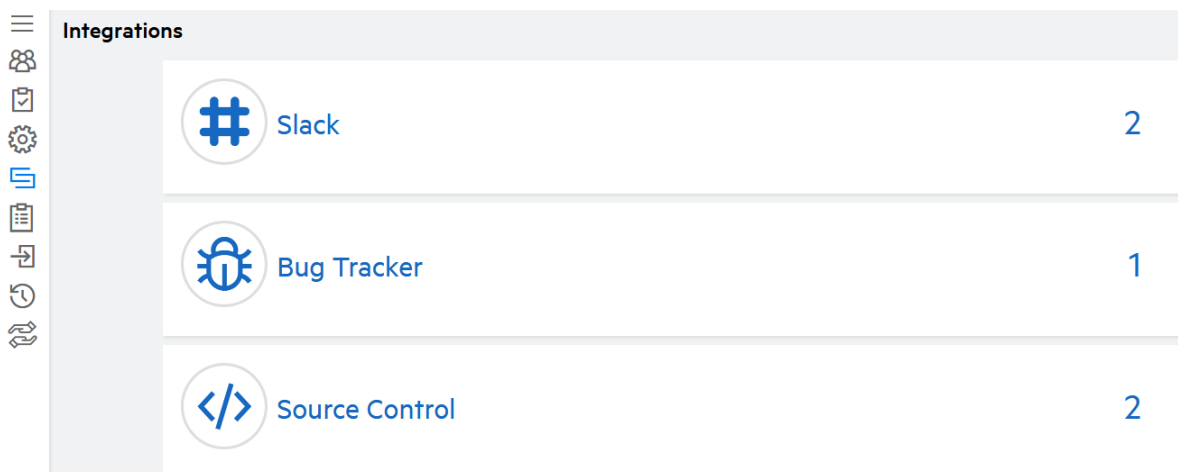 Integrations
Slack 2
Bug Tracker 1
Source Control 2